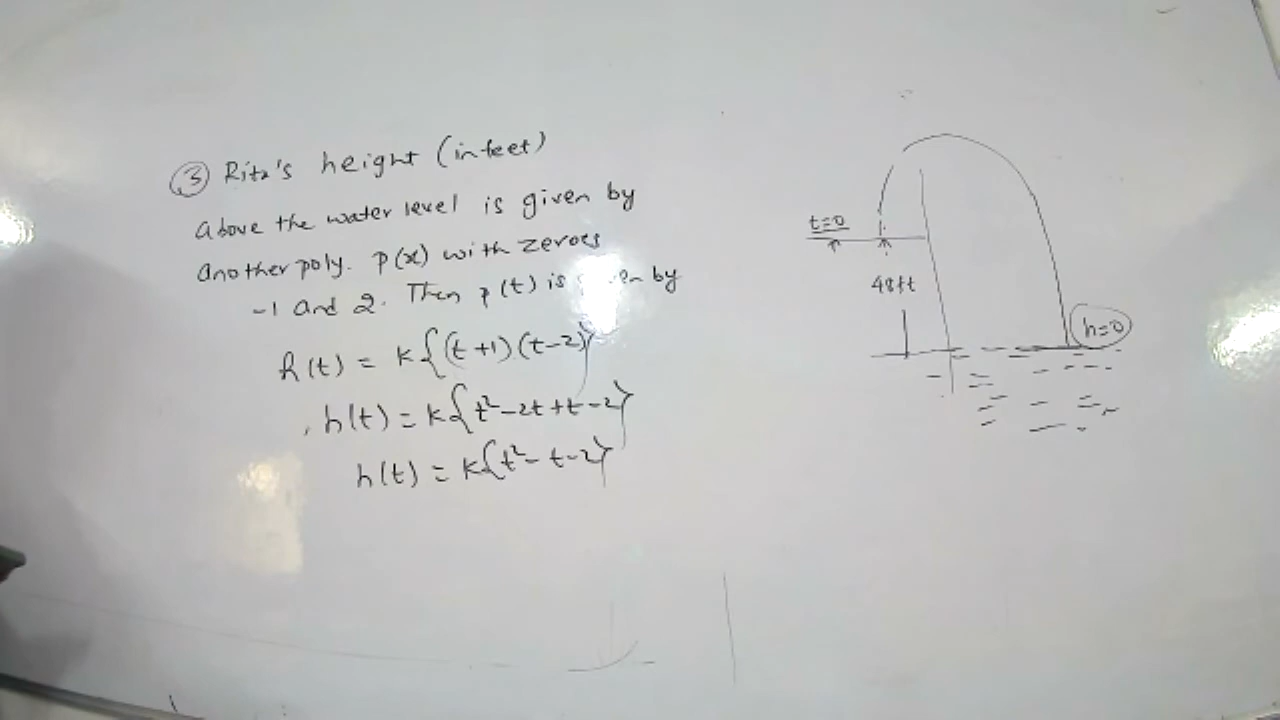 3 Rita's height (in feet)
above the water level is given by
another poly. p(x) with zeroes
-1 and 2. Then p(t) is by
h(t) = k{(t+1)(t-2)}
h(t) = k{t²-2t+t-2}
h(t) = k{t²-t-2}
t=0
48ft
h=0